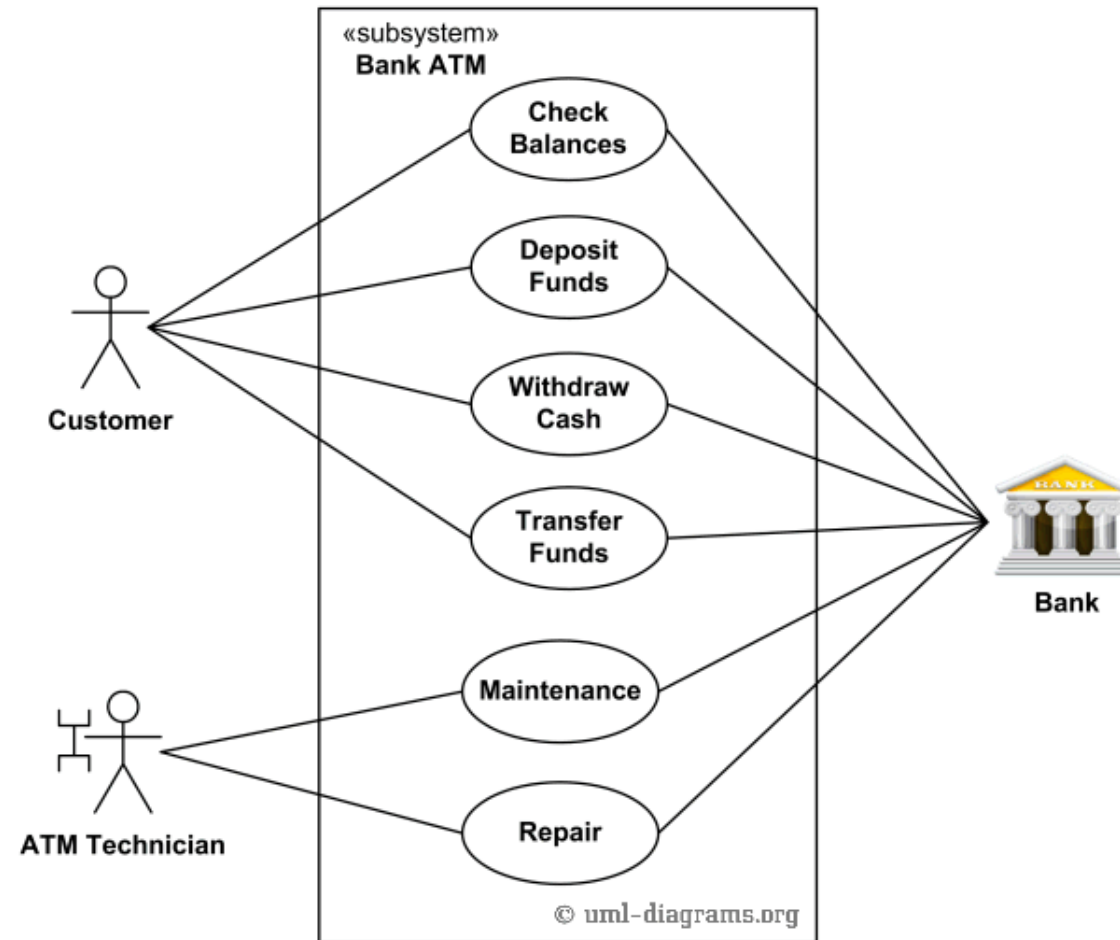 «subsystem»
Bank ATM
Check
Balances
Deposit
Funds
Customer
Withdraw
Cash
Transfer
Funds
BANK
Bank
Maintenance
ATM Technician
Repair
© uml-diagrams.org